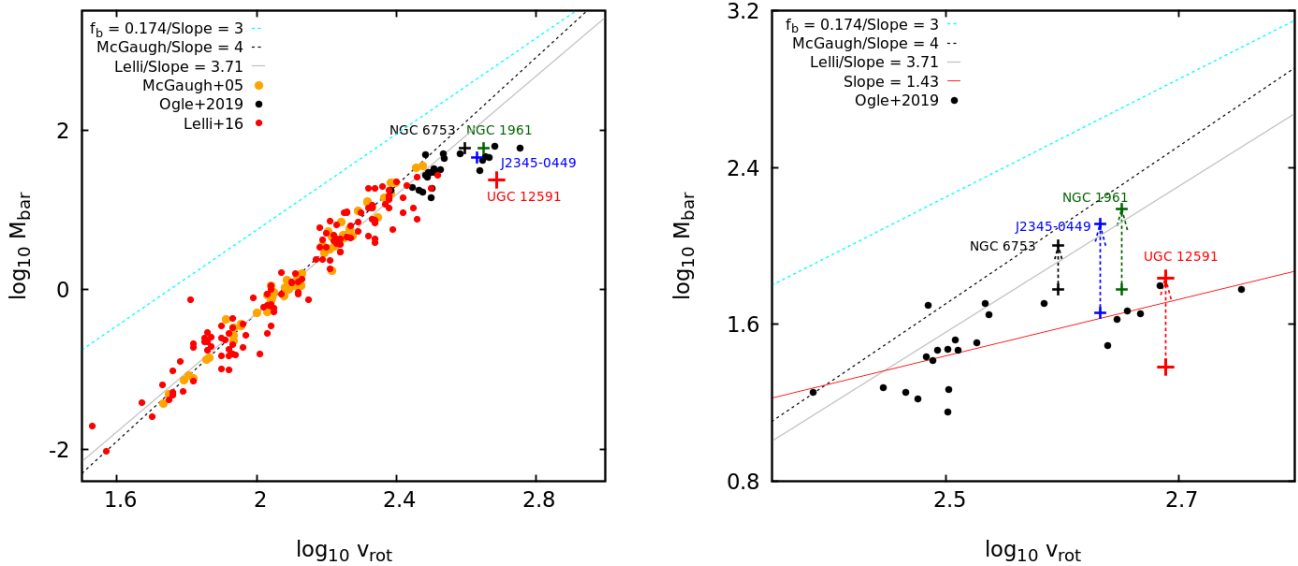 f_b = 0.174/Slope = 3
McGaugh/Slope = 4
Lelli/Slope = 3.71
McGaugh+05
Ogle+2019
Lelli+16
NGC 6753
NGC 1961
J2345-0449
UGC 12591
2
0
-2
1.6
2
2.4
2.8
log₁₀ M_bar
log₁₀ v_rot
f_b = 0.174/Slope = 3
McGaugh/Slope = 4
Lelli/Slope = 3.71
Slope = 1.43
Ogle+2019
NGC 1961
J2345-0449
NGC 6753
UGC 12591
3.2
2.4
1.6
0.8
2.5
2.7
log₁₀ M_bar
log₁₀ v_rot